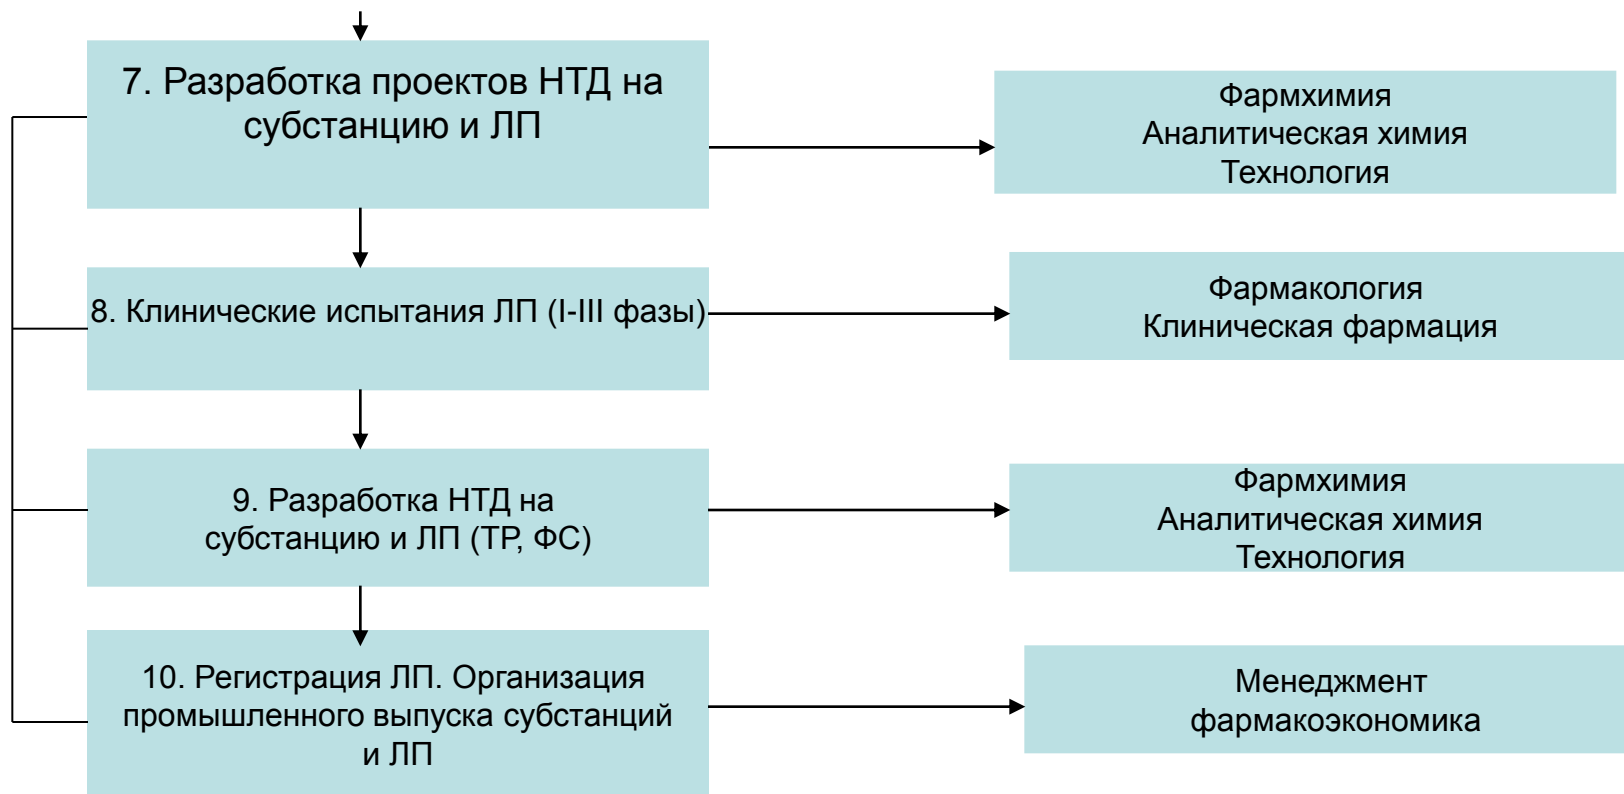 7. Разработка проектов НТД на
субстанцию и ЛП
Фармхимия
Аналитическая химия
Технология
8. Клинические испытания ЛП (I-III фазы)
Фармакология
Клиническая фармация
9. Разработка НТД на
субстанцию и ЛП (ТР, ФС)
Фармхимия
Аналитическая химия
Технология
10. Регистрация ЛП. Организация
промышленного выпуска субстанций
и ЛП
Менеджмент
фармакоэкономика